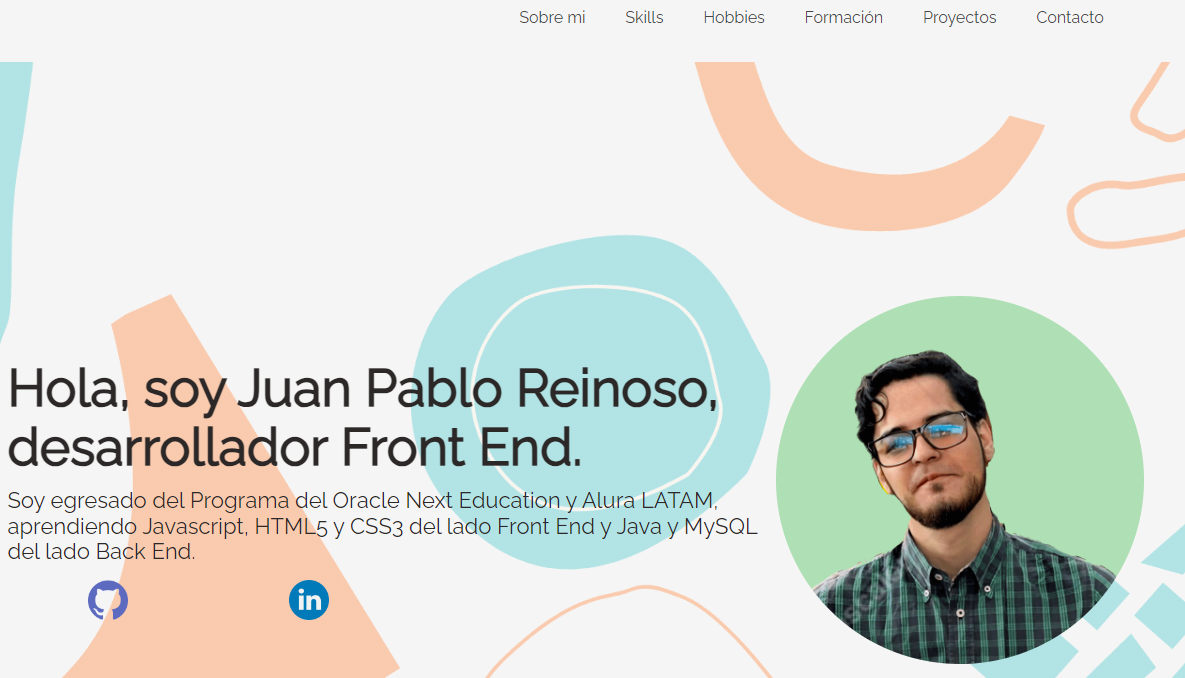 Sobre mi Skills Hobbies Formación Proyectos Contacto
Hola, soy Juan Pablo Reinoso,
desarrollador Front End.
Soy egresado del Programa del Oracle Next Education y Alura LATAM,
aprendiendo Javascript, HTML5 y CSS3 del lado Front End y Java y MySQL
del lado Back End.
in